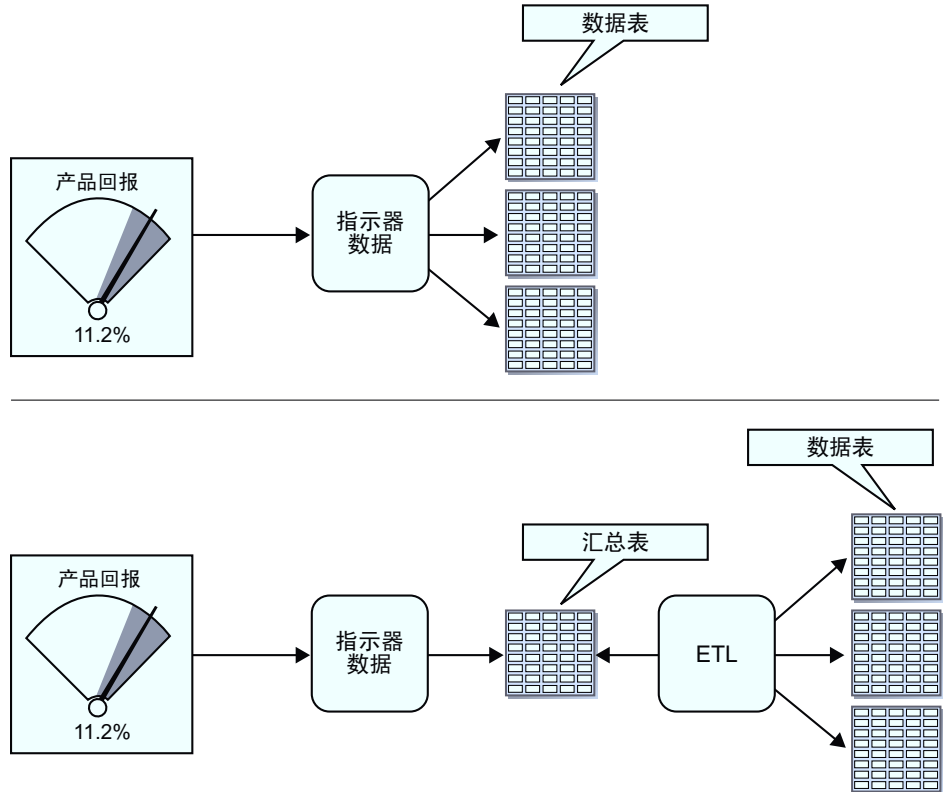 数据表
产品回报
指示器
数据
11.2%
数据表
汇总表
产品回报
指示器
数据
ETL
11.2%